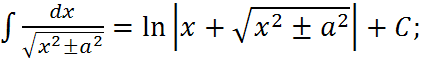 ∫ dx / √(x² ± a²) = ln |x + √(x² ± a²)| + C;